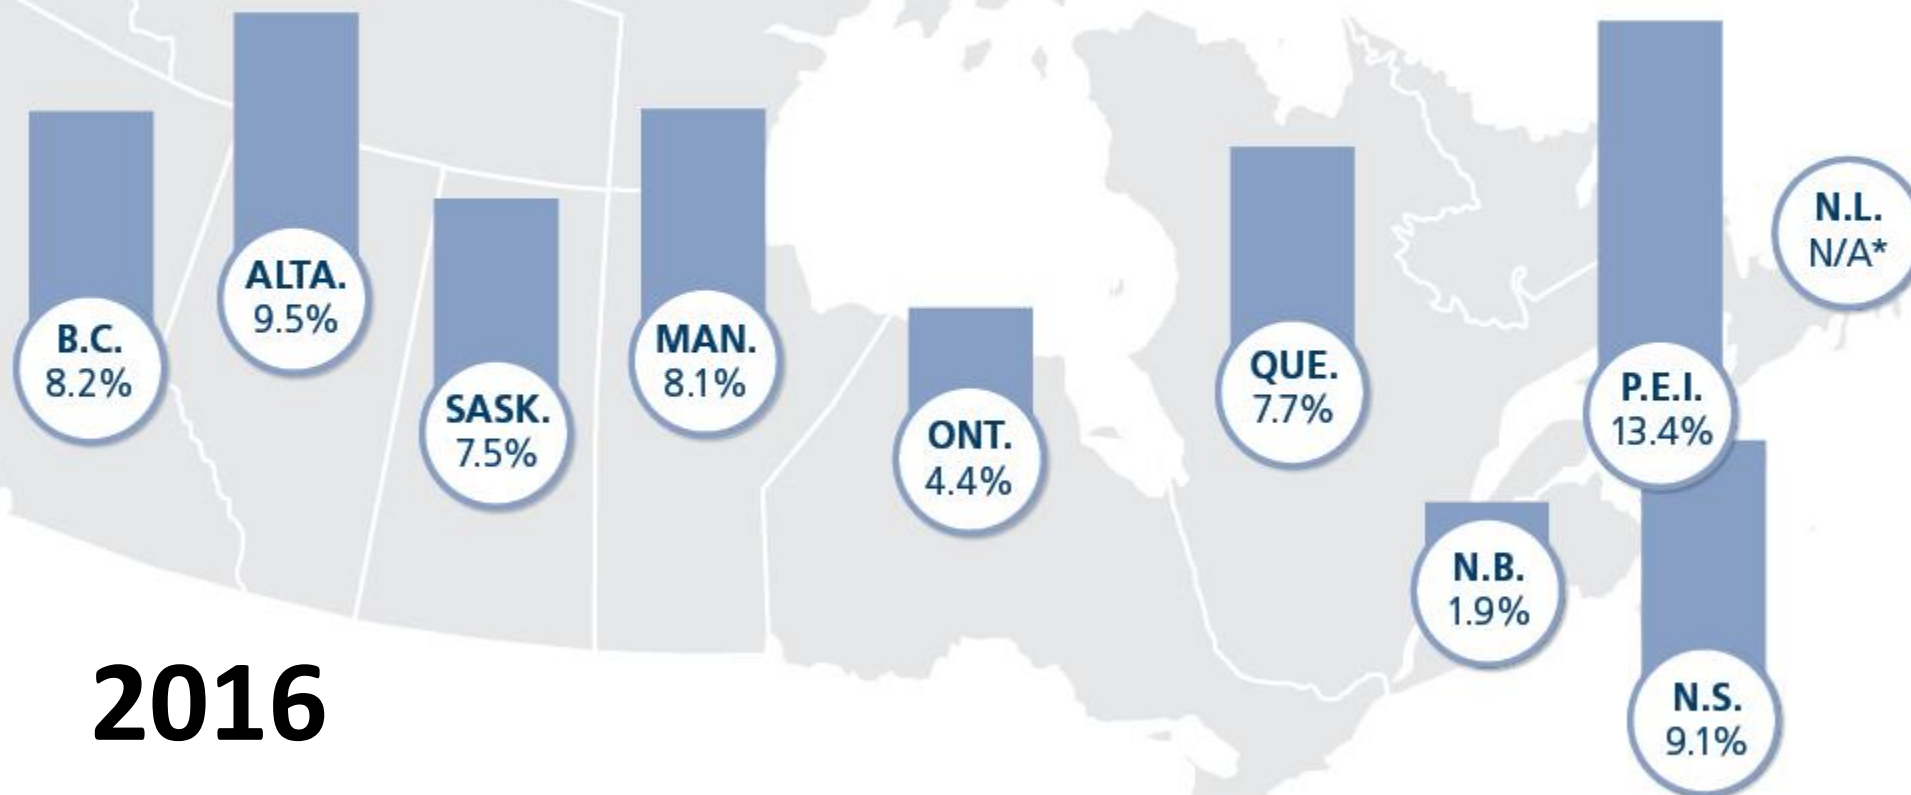 B.C.
8.2%
ALTA.
9.5%
SASK.
7.5%
MAN.
8.1%
ONT.
4.4%
QUE.
7.7%
N.B.
1.9%
P.E.I.
13.4%
N.S.
9.1%
N.L.
N/A*
2016